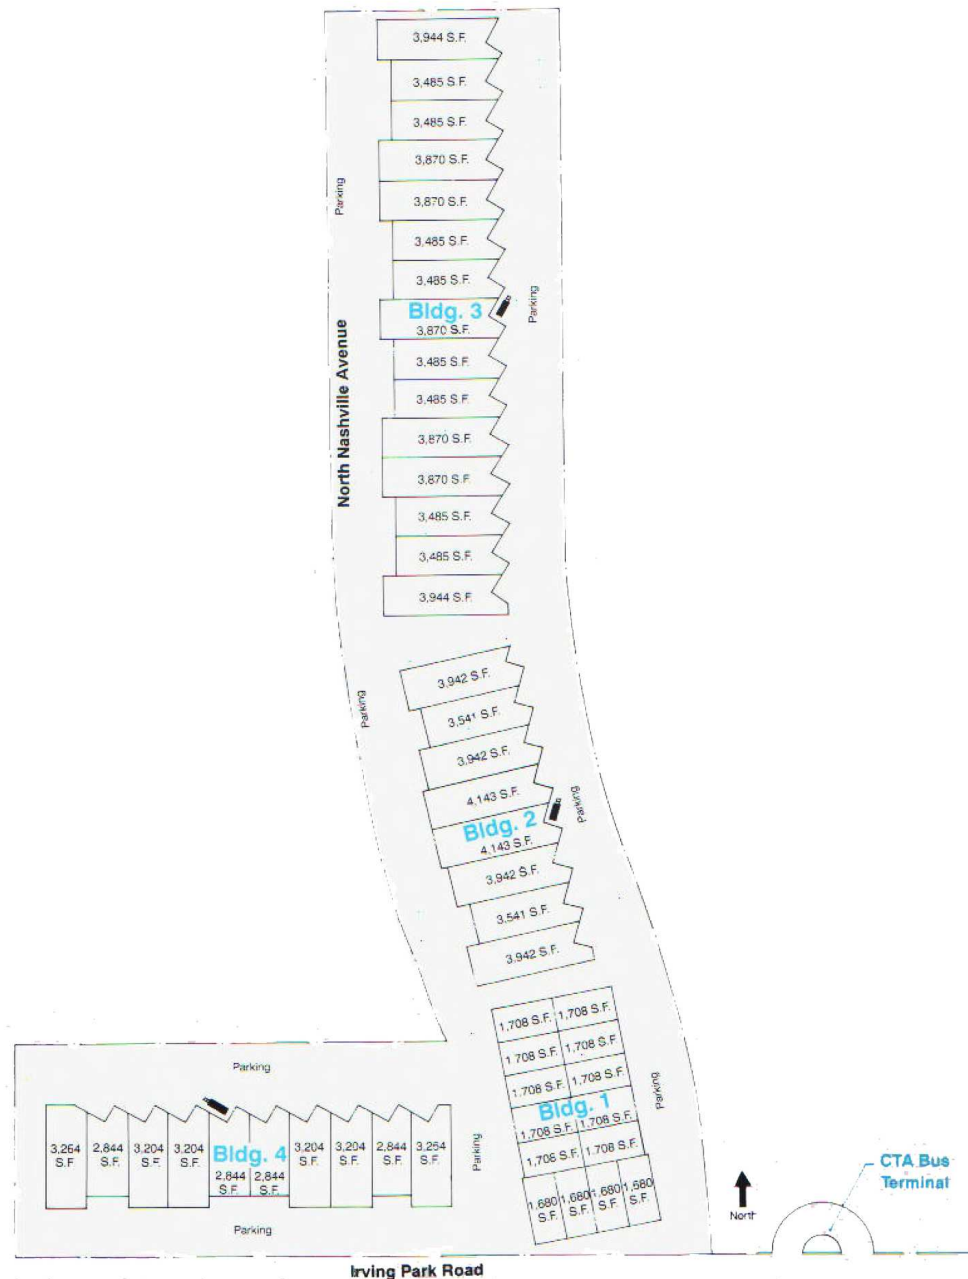 3,944 S.F.
3,485 S.F.
3,485 S.F.
3,870 S.F.
Parking
3,870 S.F.
3,485 S.F.
3,485 S.F.
Bldg. 3
Parking
3,870 S.F.
North Nashville Avenue
3,485 S.F.
3,485 S.F.
3,870 S.F.
3,870 S.F.
3,485 S.F.
3,485 S.F.
3,944 S.F.
3,942 S.F.
Parking
3,541 S.F.
3,942 S.F.
4,143 S.F.
Parking
Bldg. 2
4,143 S.F.
3,942 S.F.
3,541 S.F.
3,942 S.F.
1,708 S.F. 1,708 S.F.
1,708 S.F. 1,708 S.F.
1,708 S.F. 1,708 S.F.
Bldg. 1
Parking
1,708 S.F. 1,708 S.F.
1,708 S.F. 1,708 S.F.
1,680 1,680 1,680 1,680
S.F. S.F. S.F. S.F.
Parking
3,264 2,844 3,204 3,204 Bldg. 4 3,204 3,204 2,844 3,264
S.F. S.F. S.F. S.F. S.F. S.F. S.F. S.F.
2,844 2,844
S.F. S.F.
Parking
Parking
CTA Bus
Terminal
North
Irving Park Road